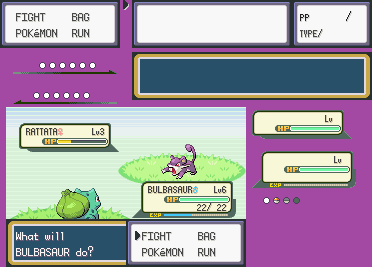 FIGHT BAG
POKéMON RUN
PP /
TYPE/
RATTATA♀ Lv3
HP
BULBASAUR♂ Lv6
HP
22/ 22
EXP
Lv
HP
Lv
HP
EXP
What will
BULBASAUR do?
FIGHT BAG
POKéMON RUN